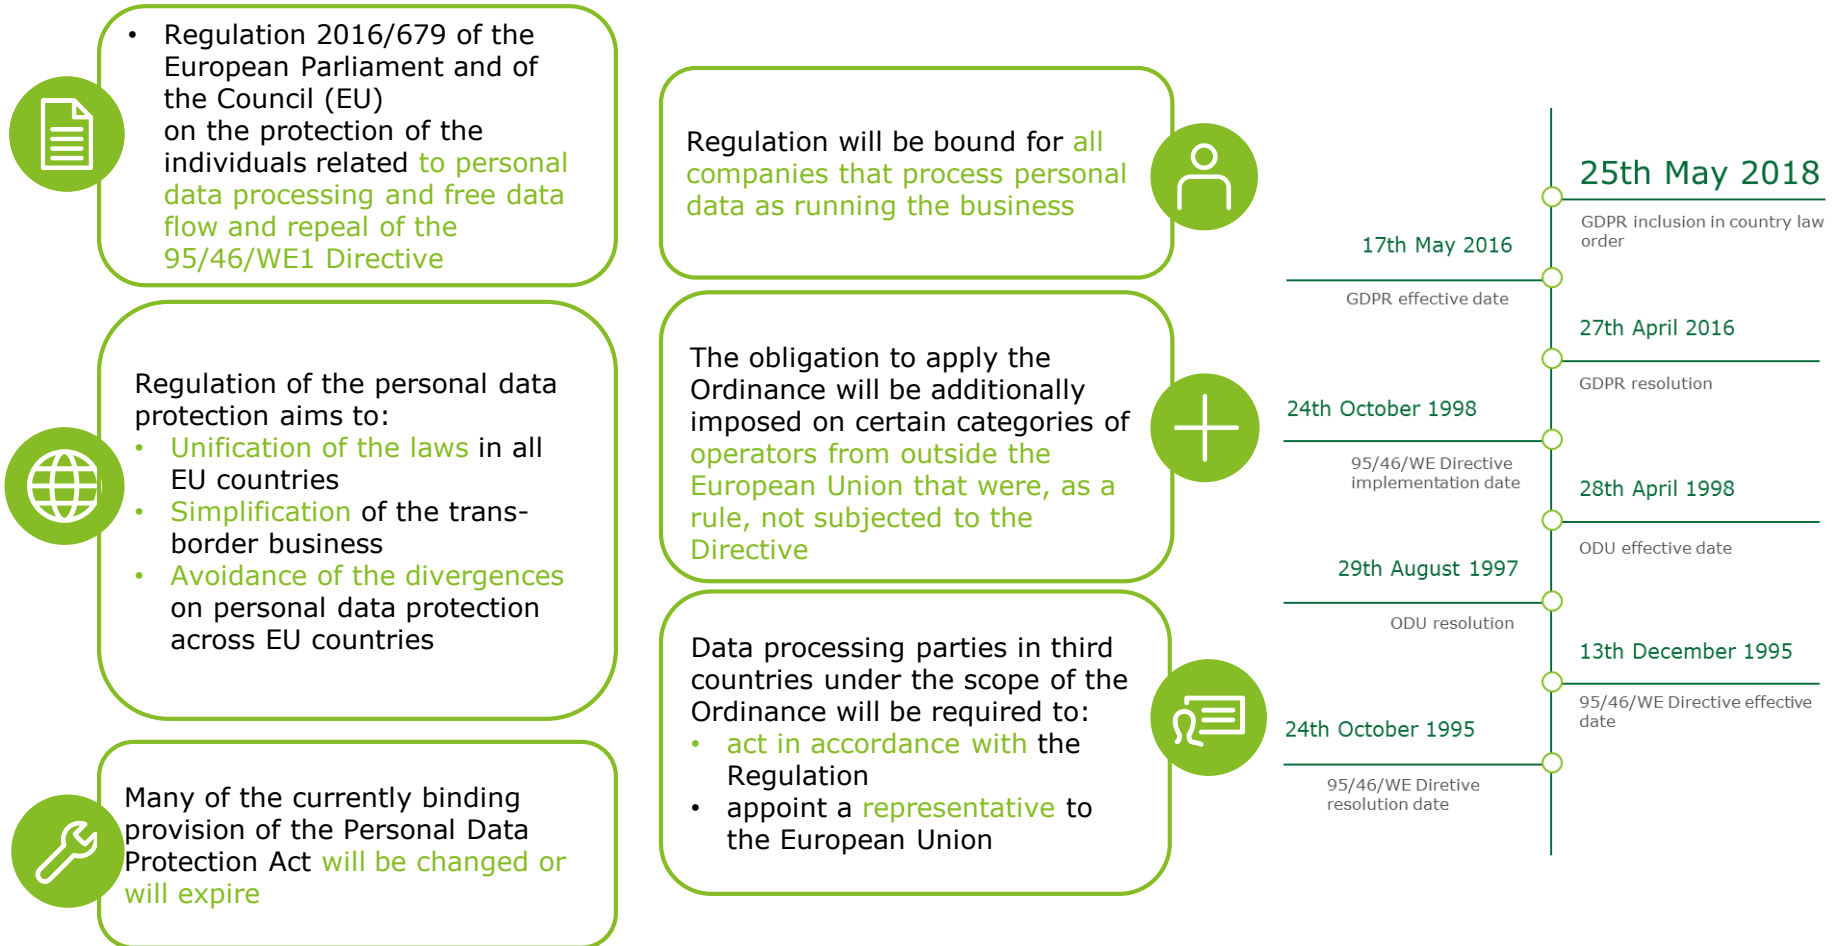 • Regulation 2016/679 of the
European Parliament and of
the Council (EU)
on the protection of the
individuals related to personal
data processing and free data
flow and repeal of the
95/46/WE1 Directive
Regulation of the personal data
protection aims to:
• Unification of the laws in all
EU countries
• Simplification of the trans-
border business
• Avoidance of the divergences
on personal data protection
across EU countries
Many of the currently binding
provision of the Personal Data
Protection Act will be changed or
will expire
Regulation will be bound for all
companies that process personal
data as running the business
The obligation to apply the
Ordinance will be additionally
imposed on certain categories of
operators from outside the
European Union that were, as a
rule, not subjected to the
Directive
Data processing parties in third
countries under the scope of the
Ordinance will be required to:
• act in accordance with the
Regulation
• appoint a representative to
the European Union
25th May 2018
GDPR inclusion in country law
order
17th May 2016
GDPR effective date
27th April 2016
GDPR resolution
24th October 1998
95/46/WE Directive
implementation date
28th April 1998
ODU effective date
29th August 1997
ODU resolution
13th December 1995
95/46/WE Directive effective
date
24th October 1995
95/46/WE Diretive
resolution date